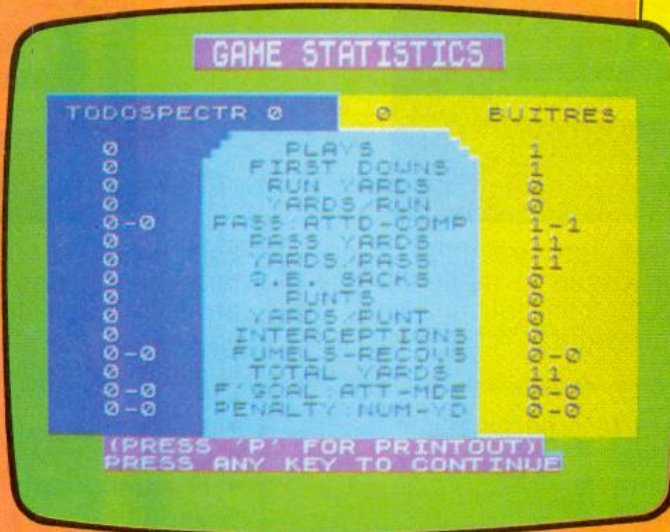 GAME STATISTICS
TODOSPECTR 0 0 BUITRES
0 PLAYS 1
0 FIRST DOWNS 1
0 RUN YARDS 0
0 YARDS/RUN 0
0-0 PASS:ATTD-COMP 1-1
0 PASS YARDS 11
0 YARDS/PASS 11
0 Q.B. SACKS 0
0 PUNTS 0
0 YARDS/PUNT 0
0 INTERCEPTIONS 0
0-0 FUMELS-RECOVS 0-0
0 TOTAL YARDS 11
0-0 F'GOAL:ATT-MDE 0-0
0-0 PENALTY:NUM-YD 0-0
(PRESS 'P' FOR PRINTOUT)
PRESS ANY KEY TO CONTINUE